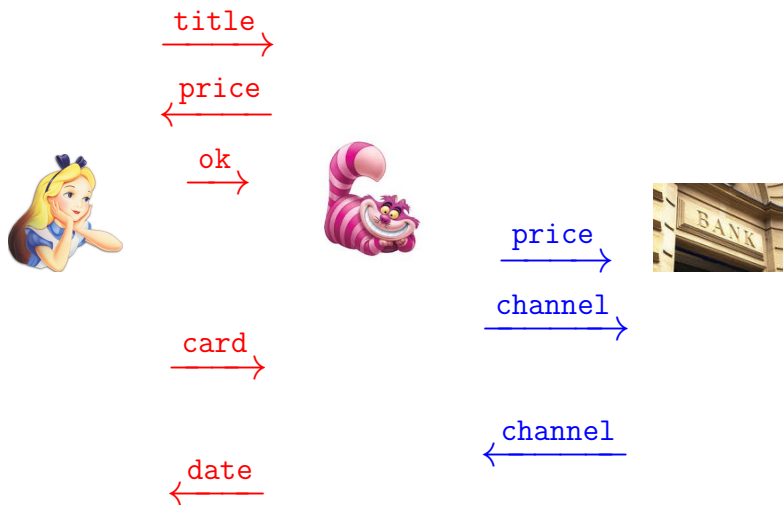 title
price
ok
BANK
price
channel
card
channel
date